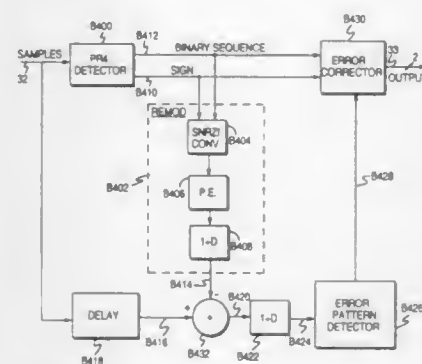 B400
SAMPLES
B412
B430
32
PR4
DETECTOR
BINARY SEQUENCE
SIGN
B410
ERROR
CORRECTOR
33
2
OUTPUT
REMOD
SNRZI
CONV
B404
B402
B406
P.E.
1+D
B408
B428
B414
DELAY
B418
B416
+
-
+
B432
B420
1+D
B422
B424
ERROR
PATTERN
DETECTOR
B426